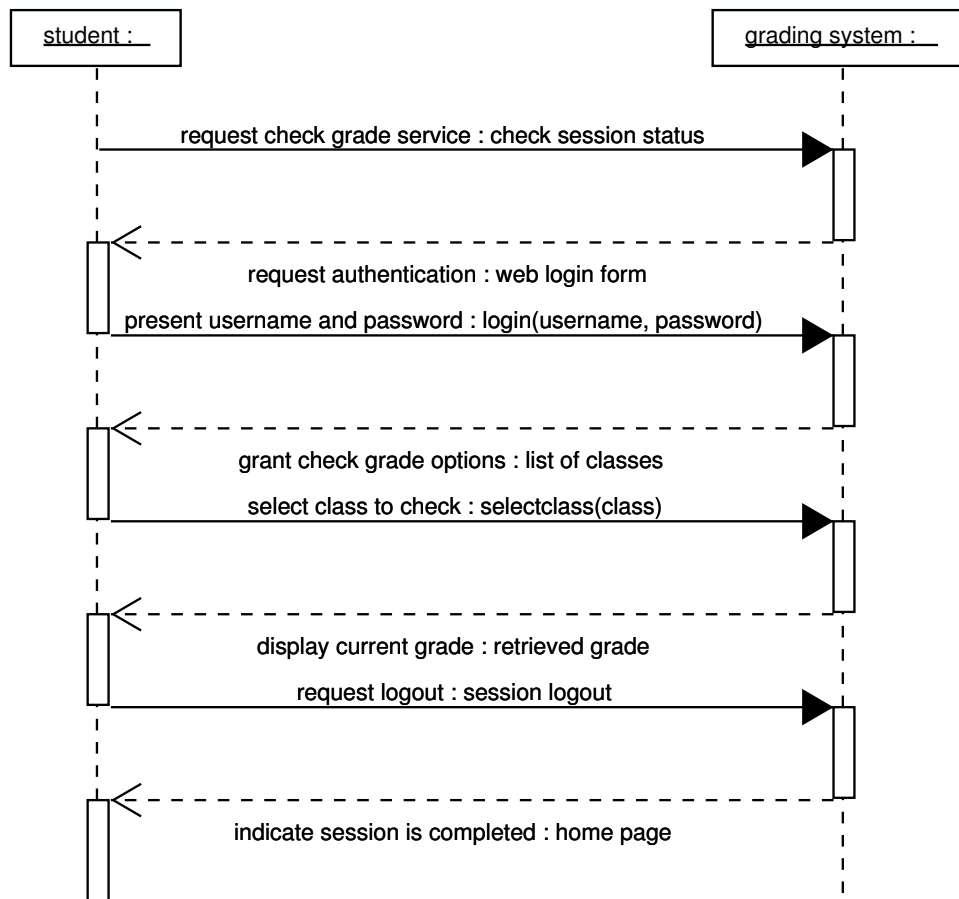 student :
grading system :
request check grade service : check session status
request authentication : web login form
present username and password : login(username, password)
grant check grade options : list of classes
select class to check : selectclass(class)
display current grade : retrieved grade
request logout : session logout
indicate session is completed : home page